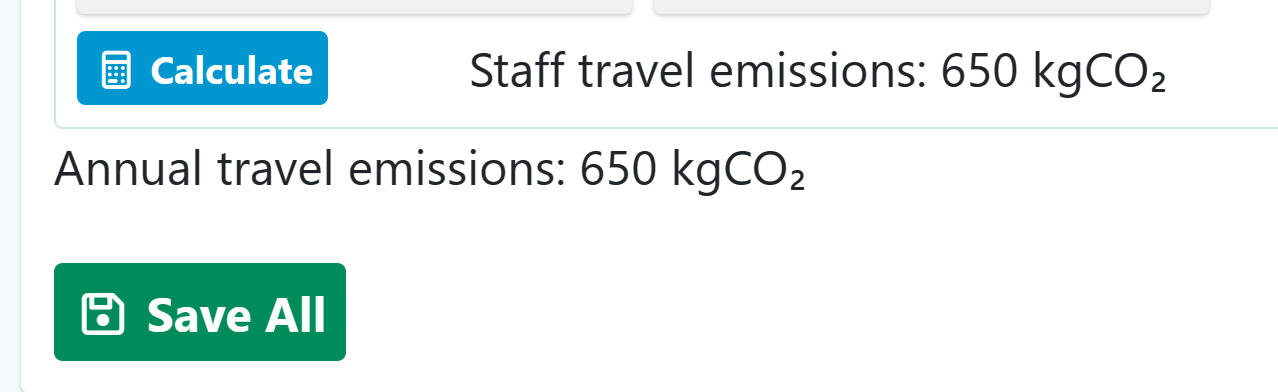 Calculate
Staff travel emissions: 650 kgCO₂
Annual travel emissions: 650 kgCO₂
Save All